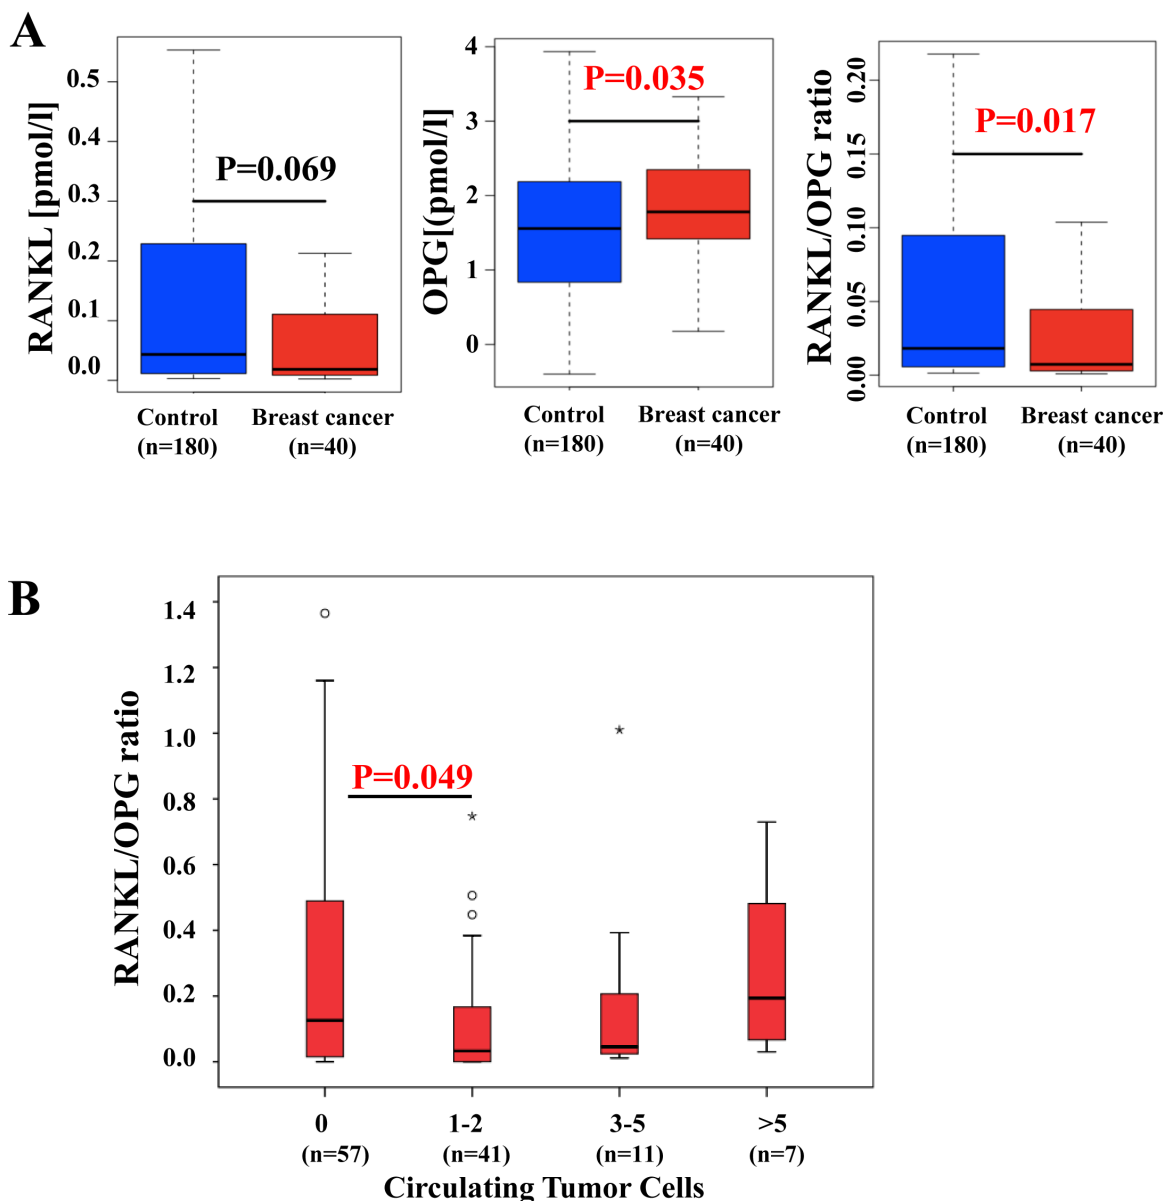 A
RANKL [pmol/l]
0.5
0.4
0.3
0.2
0.1
0.0
P=0.069
Control
(n=180)
Breast cancer
(n=40)
OPG[(pmol/l]
4
3
2
1
0
P=0.035
Control
(n=180)
Breast cancer
(n=40)
RANKL/OPG ratio
0.20
0.15
0.10
0.05
0.00
P=0.017
Control
(n=180)
Breast cancer
(n=40)
B
RANKL/OPG ratio
1.4
1.2
1.0
0.8
0.6
0.4
0.2
0.0
P=0.049
0
(n=57)
1-2
(n=41)
3-5
(n=11)
>5
(n=7)
Circulating Tumor Cells